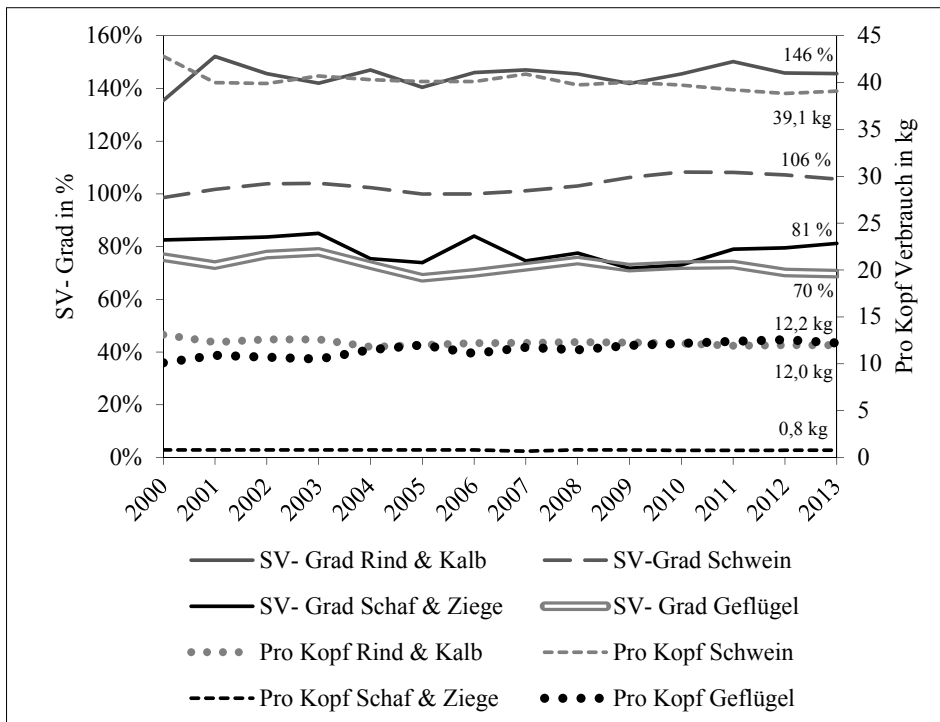 160%
140%
120%
100%
80%
60%
40%
20%
0%
SV- Grad in %
45
40
35
30
25
20
15
10
5
0
Pro Kopf Verbrauch in kg
146 %
39,1 kg
106 %
81 %
70 %
12,2 kg
12,0 kg
0,8 kg
2000
2001
2002
2003
2004
2005
2006
2007
2008
2009
2010
2011
2012
2013
SV- Grad Rind & Kalb
SV-Grad Schwein
SV- Grad Schaf & Ziege
SV- Grad Geflügel
Pro Kopf Rind & Kalb
Pro Kopf Schwein
Pro Kopf Schaf & Ziege
Pro Kopf Geflügel